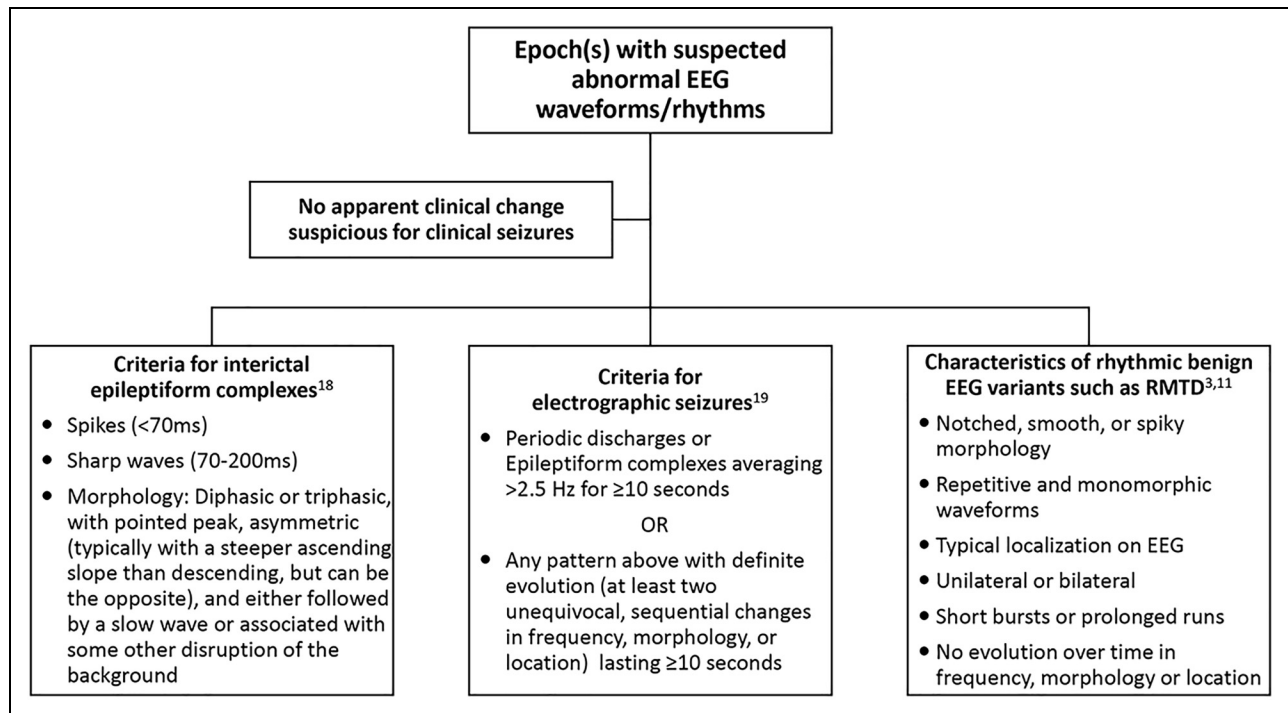 Epoch(s) with suspected
abnormal EEG
waveforms/rhythms
No apparent clinical change
suspicious for clinical seizures
Criteria for interictal
epileptiform complexes18
• Spikes (<70ms)
• Sharp waves (70-200ms)
• Morphology: Diphasic or triphasic,
with pointed peak, asymmetric
(typically with a steeper ascending
slope than descending, but can be
the opposite), and either followed
by a slow wave or associated with
some other disruption of the
background
Criteria for
electrographic seizures19
• Periodic discharges or
Epileptiform complexes averaging
>2.5 Hz for ≥10 seconds
OR
• Any pattern above with definite
evolution (at least two
unequivocal, sequential changes
in frequency, morphology, or
location) lasting ≥10 seconds
Characteristics of rhythmic benign
EEG variants such as RMTD3,11
• Notched, smooth, or spiky
morphology
• Repetitive and monomorphic
waveforms
• Typical localization on EEG
• Unilateral or bilateral
• Short bursts or prolonged runs
• No evolution over time in
frequency, morphology or location